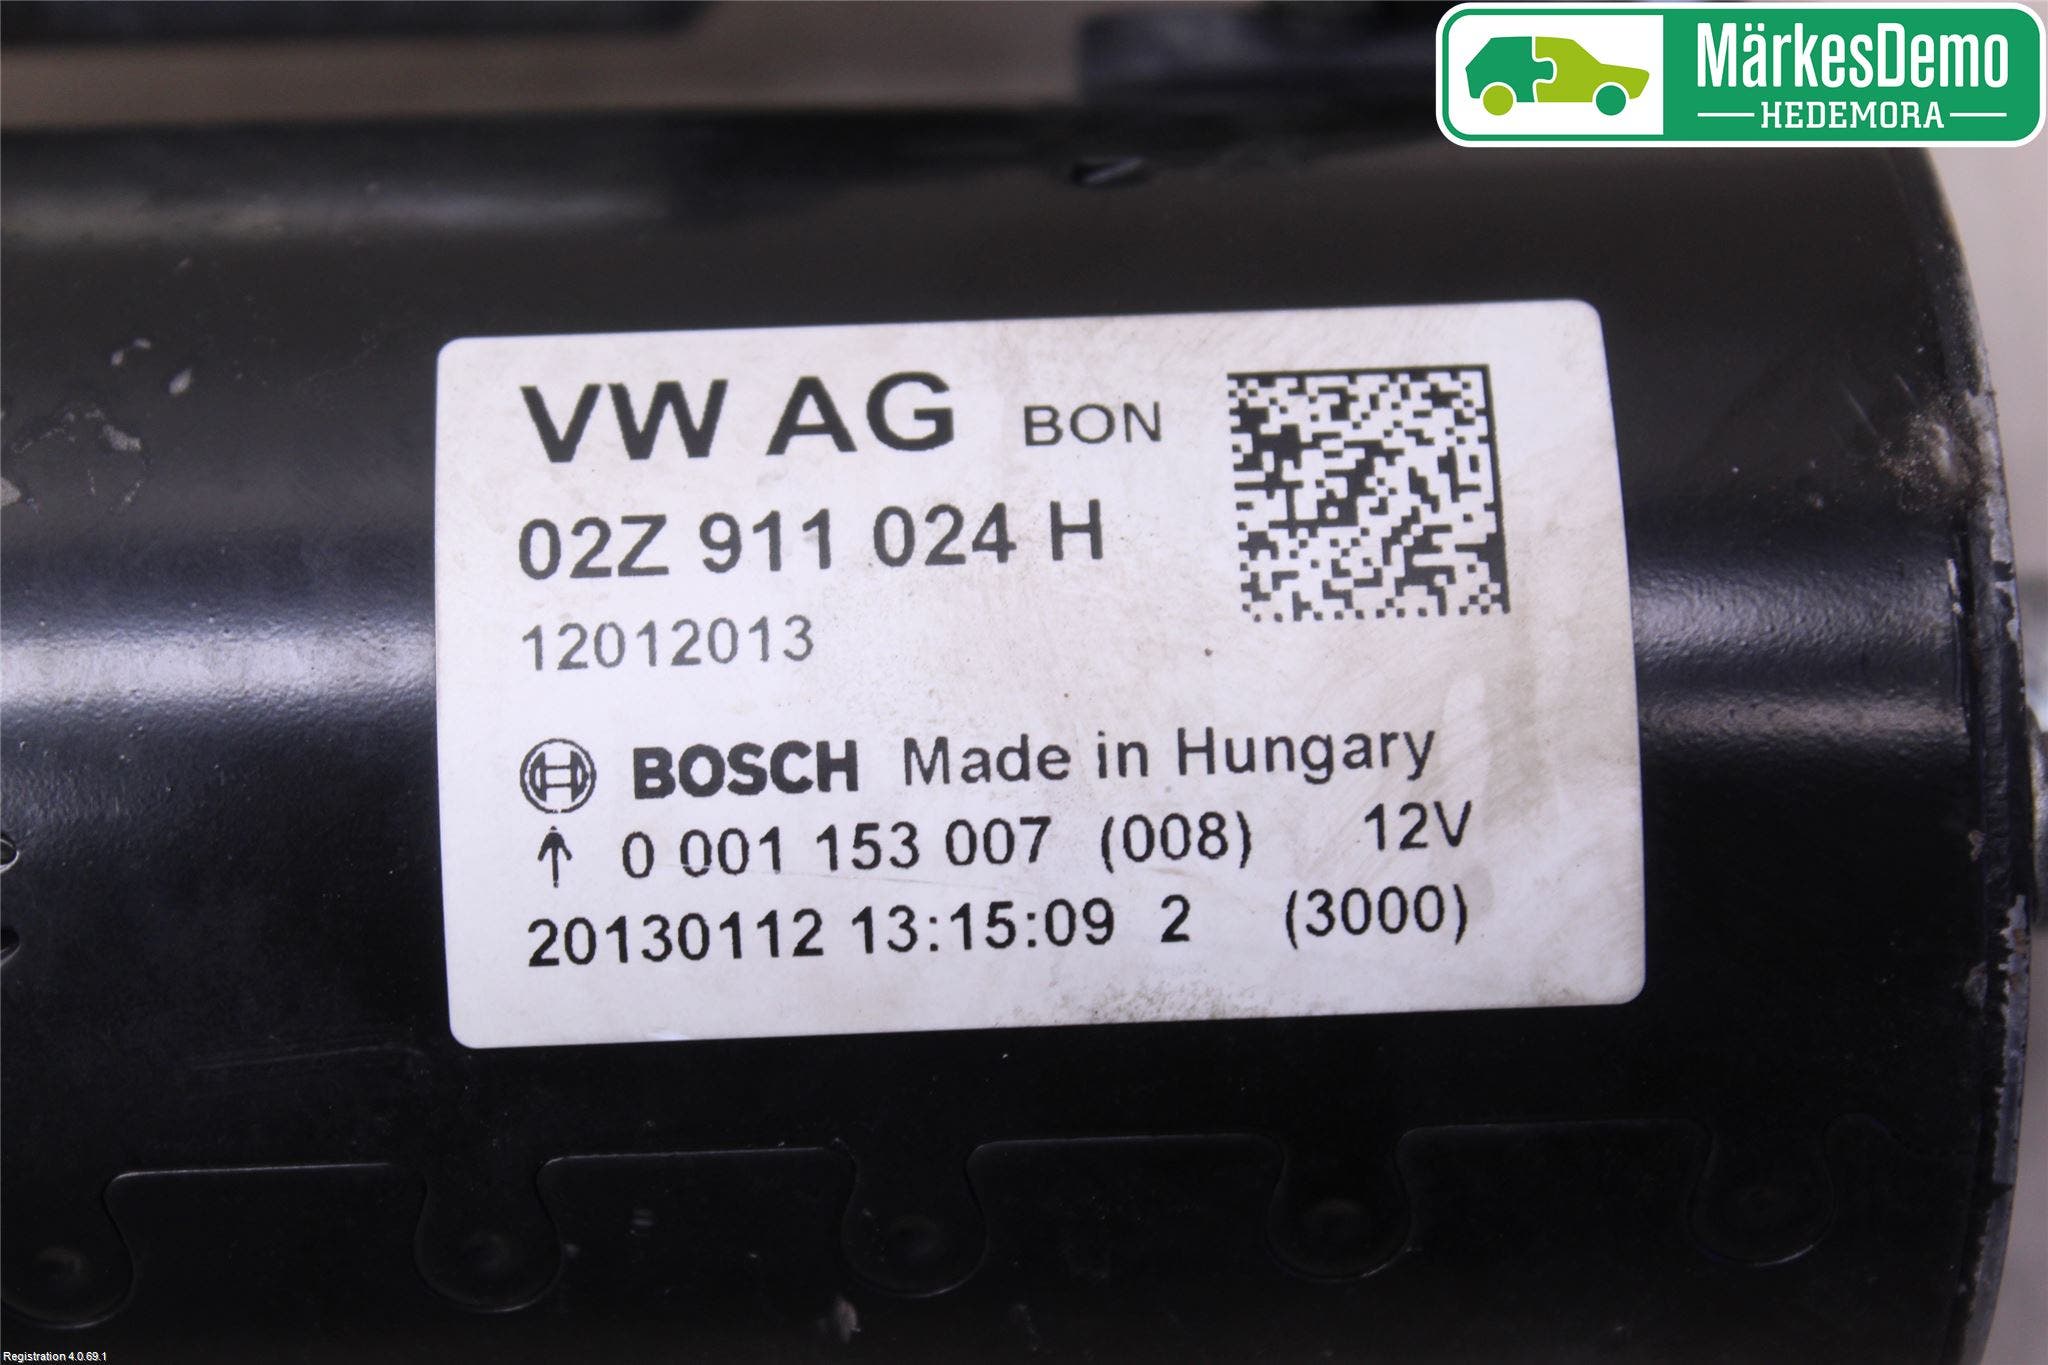 MärkesDemo
HEDEMORA
VW AG BON
02Z 911 024 H
12012013
BOSCH Made in Hungary
0 001 153 007 (008) 12V
20130112 13:15:09 2 (3000)
Registration 4.0.69.1